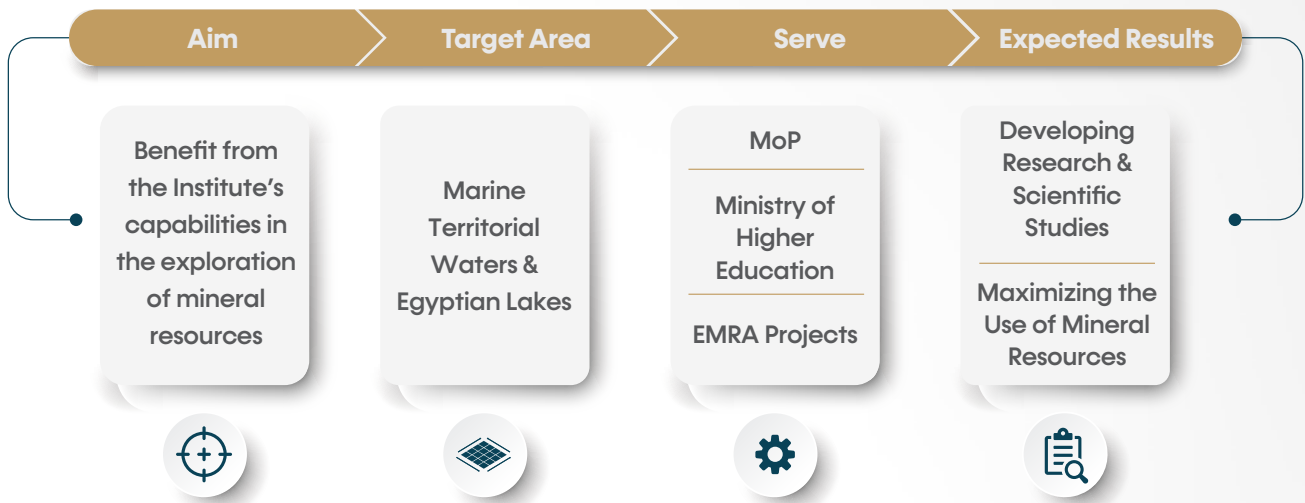 Aim
Target Area
Serve
Expected Results
Benefit from
the Institute's
capabilities in
the exploration
of mineral
resources
Marine
Territorial
Waters &
Egyptian Lakes
MoP
Ministry of
Higher
Education
EMRA Projects
Developing
Research &
Scientific
Studies
Maximizing the
Use of Mineral
Resources